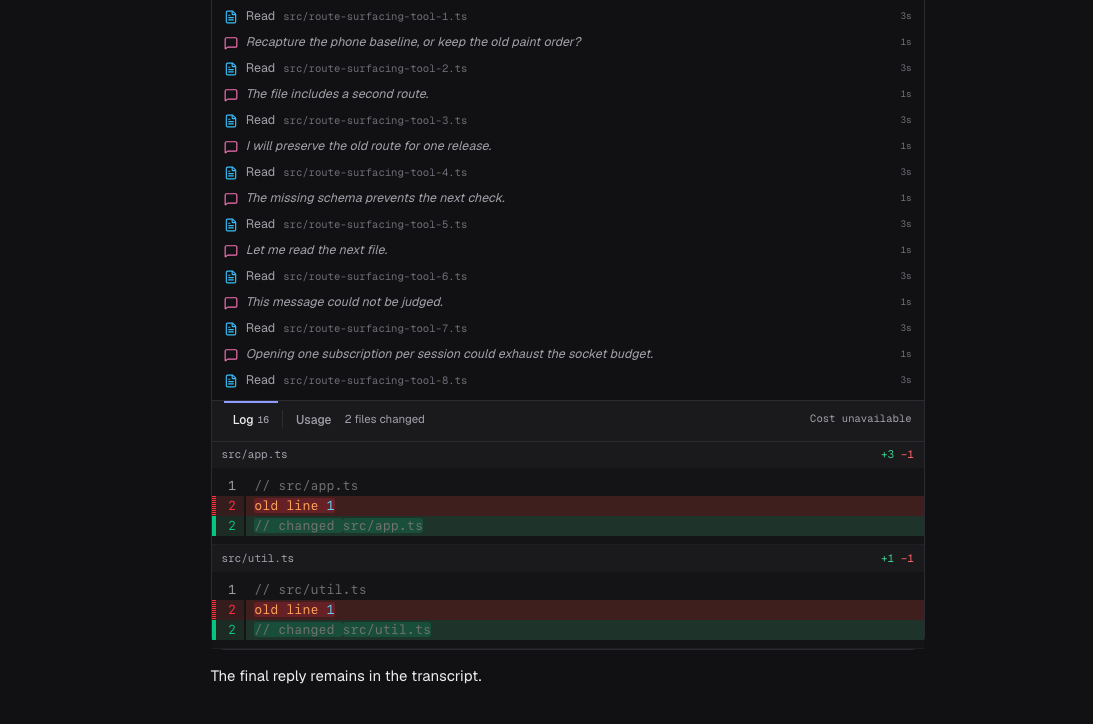 Read src/route-surfacing-tool-1.ts 3s
Recapture the phone baseline, or keep the old paint order? 1s
Read src/route-surfacing-tool-2.ts 3s
The file includes a second route. 1s
Read src/route-surfacing-tool-3.ts 3s
I will preserve the old route for one release. 1s
Read src/route-surfacing-tool-4.ts 3s
The missing schema prevents the next check. 1s
Read src/route-surfacing-tool-5.ts 3s
Let me read the next file. 1s
Read src/route-surfacing-tool-6.ts 3s
This message could not be judged. 1s
Read src/route-surfacing-tool-7.ts 3s
Opening one subscription per session could exhaust the socket budget. 1s
Read src/route-surfacing-tool-8.ts 3s
Log 16 Usage 2 files changed Cost unavailable
src/app.ts +3 −1
1 // src/app.ts
2 old line 1
2 // changed src/app.ts
src/util.ts +1 −1
1 // src/util.ts
2 old line 1
2 // changed src/util.ts
The final reply remains in the transcript.